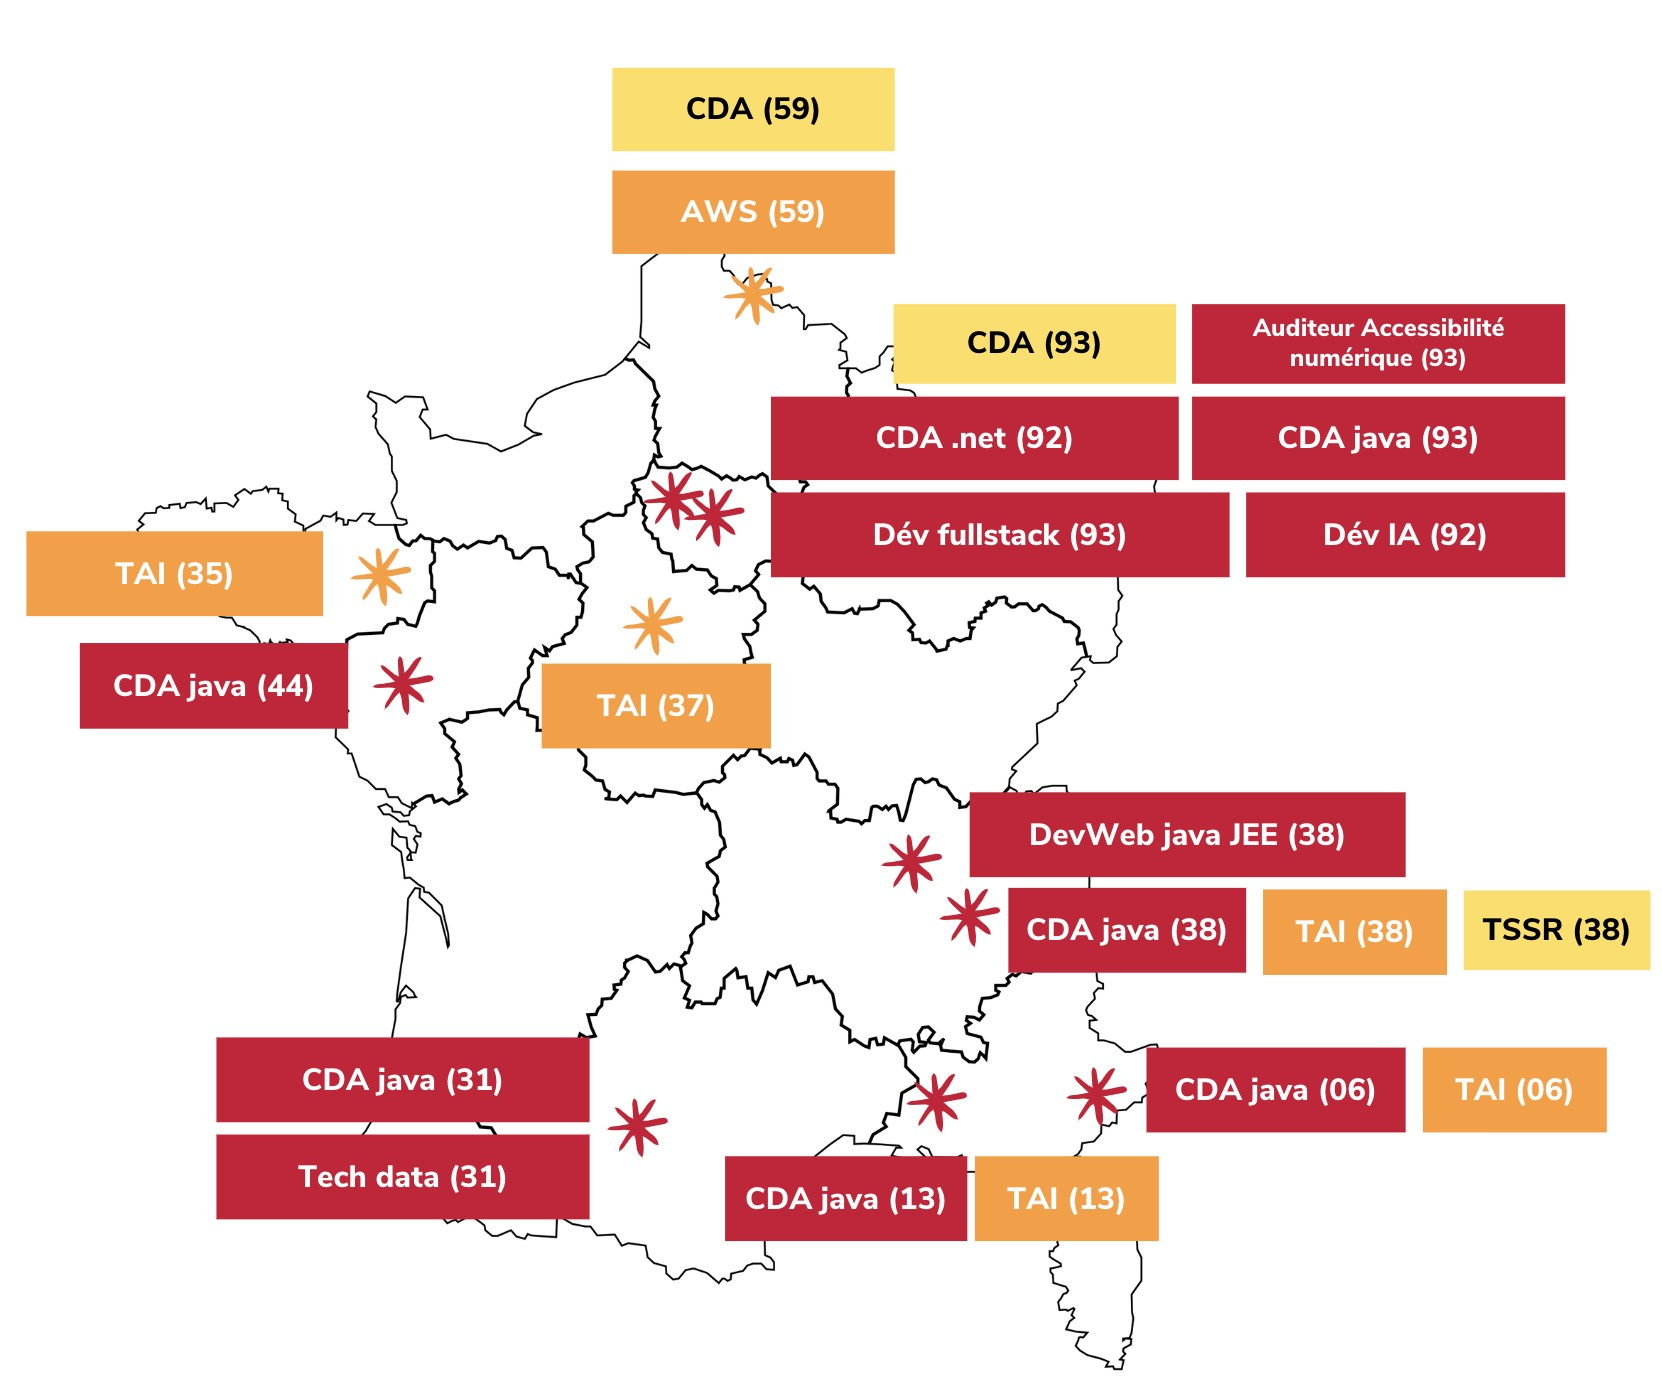 CDA (59)
AWS (59)
CDA (93)
Auditeur Accessibilité
numérique (93)
CDA .net (92)
CDA java (93)
Dév fullstack (93)
Dév IA (92)
TAI (35)
CDA java (44)
TAI (37)
DevWeb java JEE (38)
CDA java (38)
TAI (38)
TSSR (38)
CDA java (31)
Tech data (31)
CDA java (06)
TAI (06)
CDA java (13)
TAI (13)